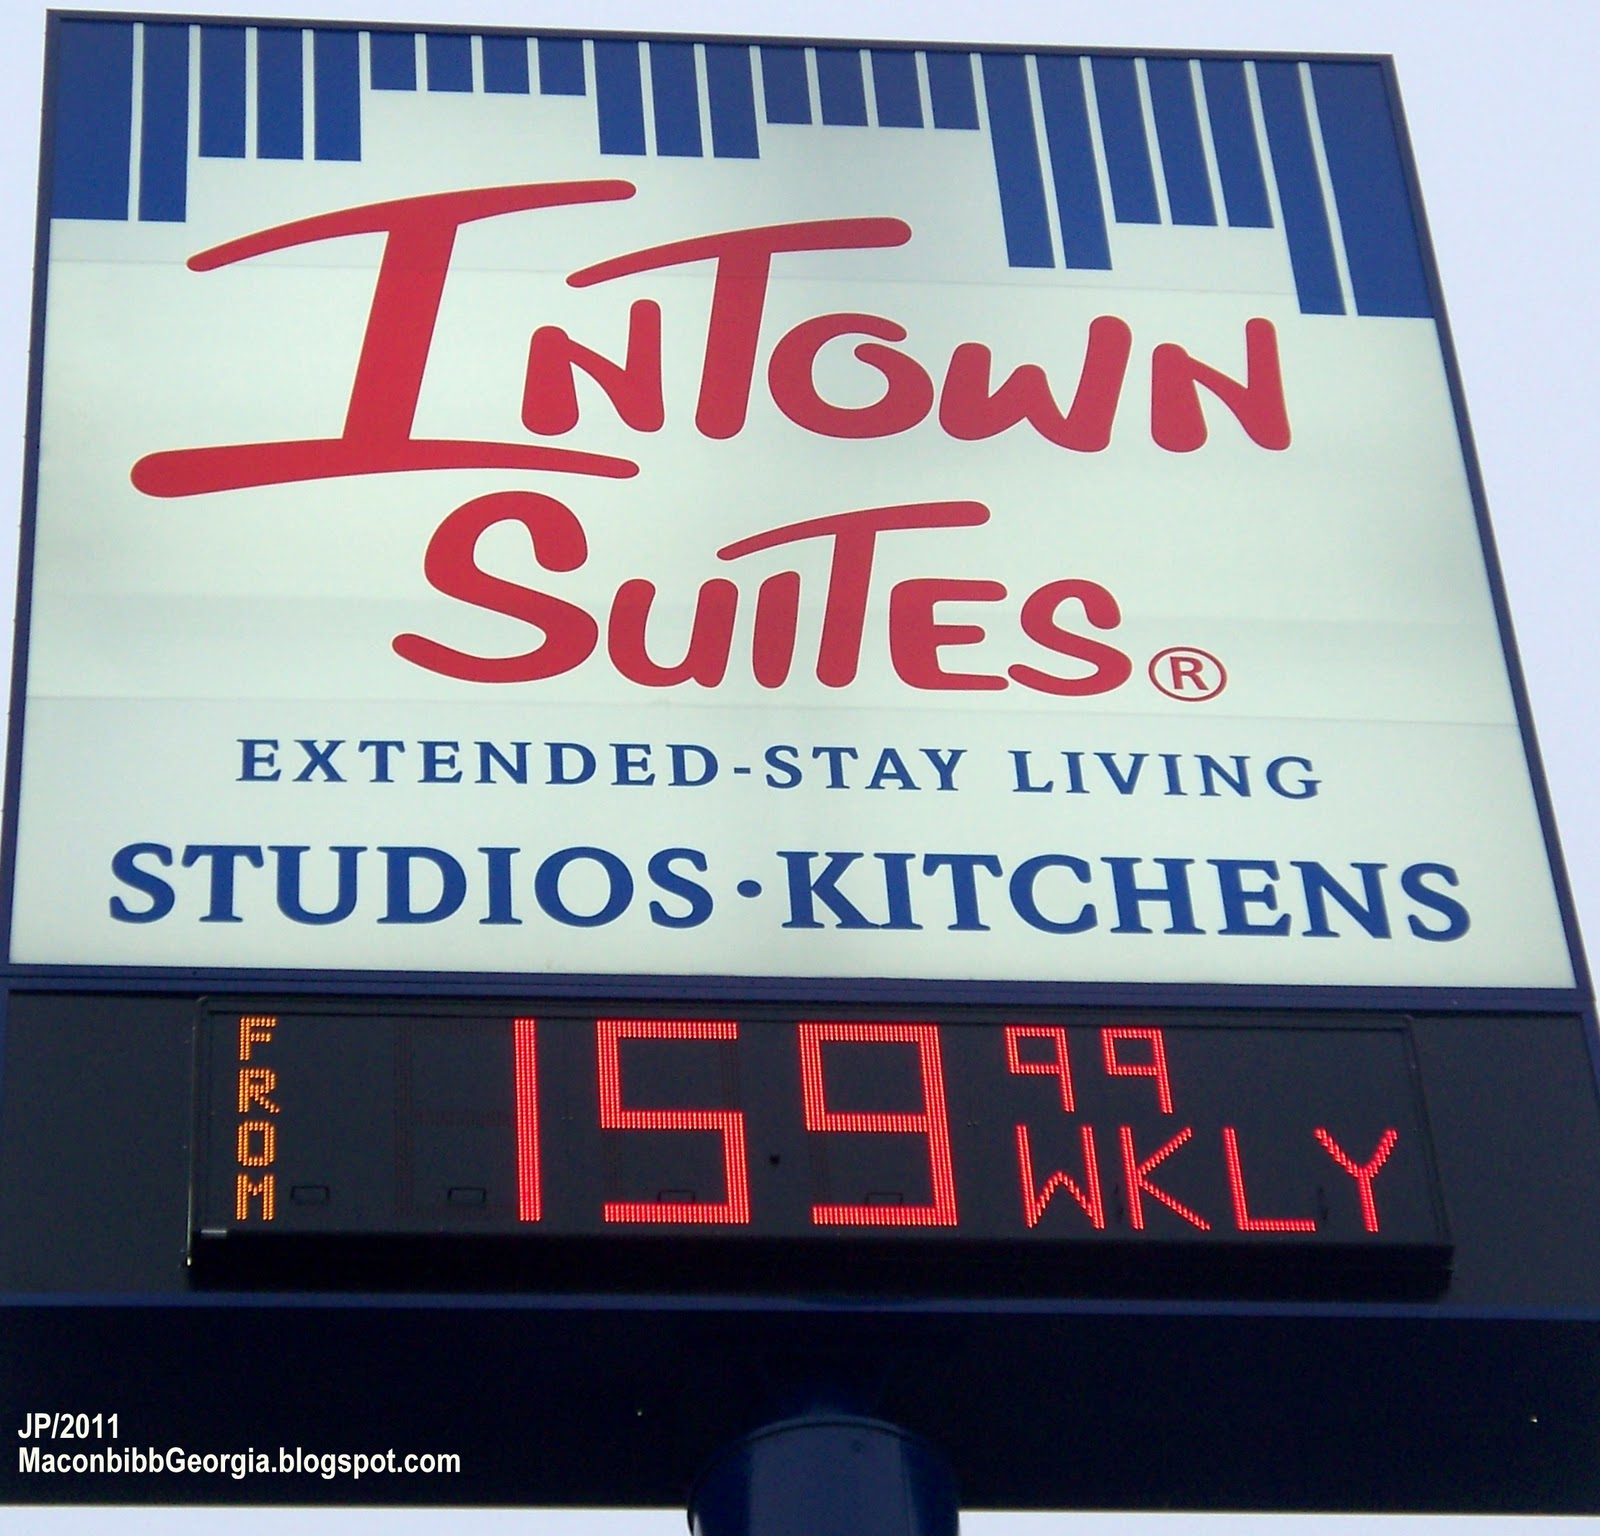 INTOWN
SUITES®
EXTENDED-STAY LIVING
STUDIOS·KITCHENS
FROM 159 99
WKLY
JP/2011
MaconbibbGeorgia.blogspot.com